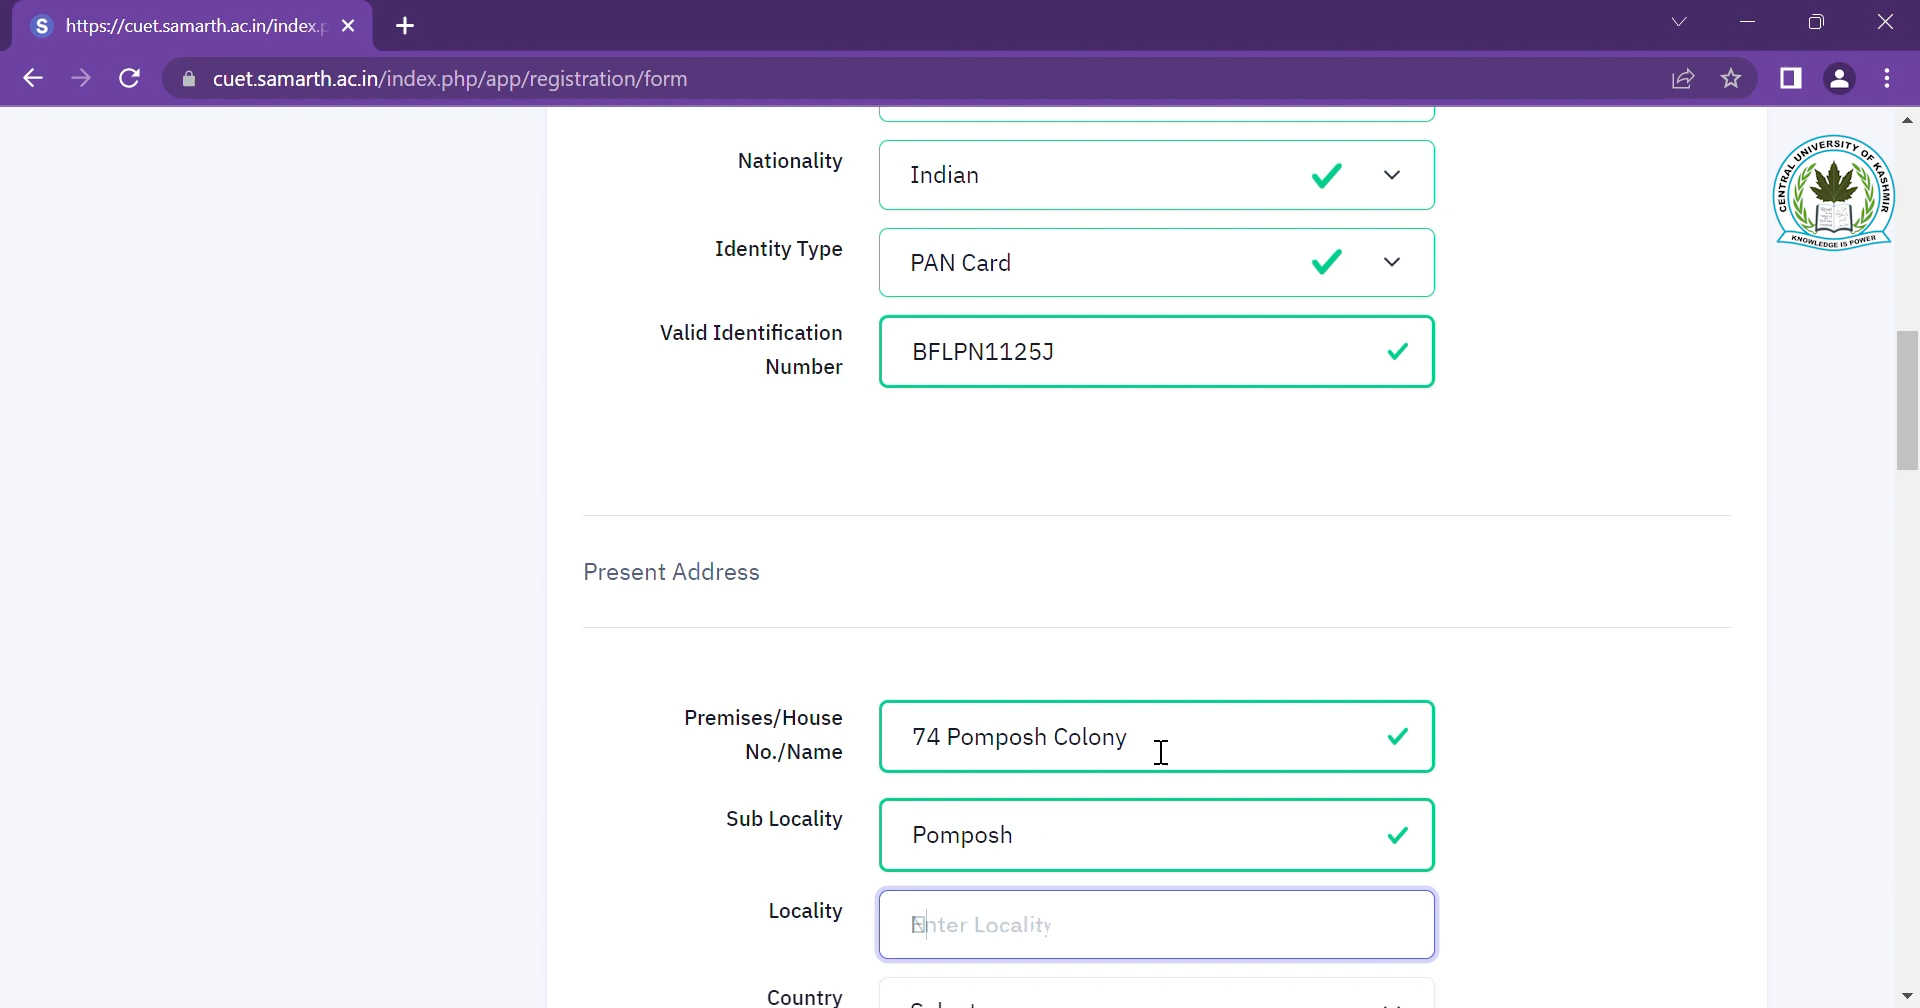 https://cuet.samarth.ac.in/index.p
cuet.samarth.ac.in/index.php/app/registration/form
CENTRAL UNIVERSITY OF KASHMIR
KNOWLEDGE IS POWER
Nationality
Indian
Identity Type
PAN Card
Valid Identification
Number
BFLPN1125J
Present Address
Premises/House
No./Name
74 Pomposh Colony
Sub Locality
Pomposh
Locality
Enter Locality
Country